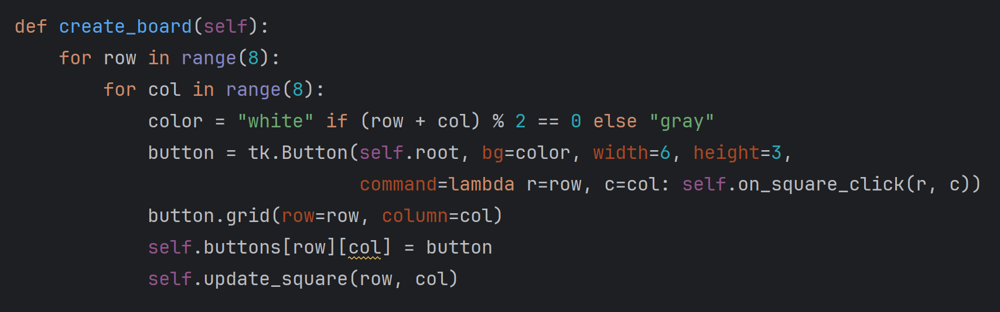 def create_board(self):
    for row in range(8):
        for col in range(8):
            color = "white" if (row + col) % 2 == 0 else "gray"
            button = tk.Button(self.root, bg=color, width=6, height=3,
                               command=lambda r=row, c=col: self.on_square_click(r, c))
            button.grid(row=row, column=col)
            self.buttons[row][col] = button
            self.update_square(row, col)